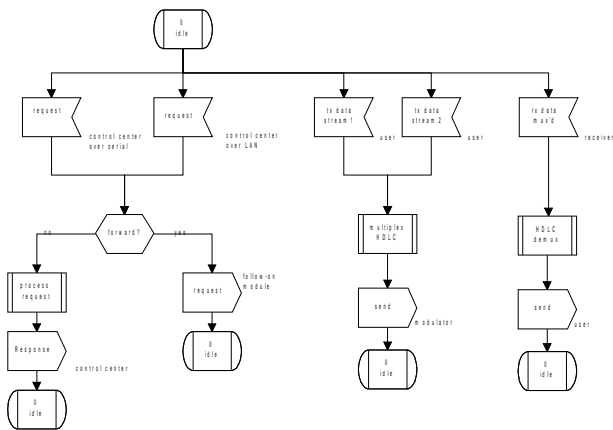 0
idle
request
control center
over serial
request
control center
over LAN
tx data
stream 1
user
tx data
stream 2
user
rx data
mux'd
receiver
no
forward?
yes
process
request
request
follow-on
module
multiplex
HDLC
HDLC
demux
Response
control center
0
idle
send
modulator
send
user
0
idle
0
idle
0
idle